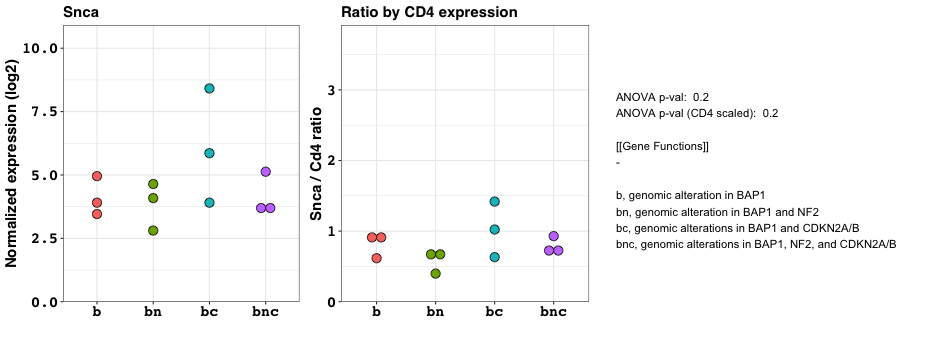 Snca
Normalized expression (log2)
10.0
7.5
5.0
2.5
0.0
b bn bc bnc
Ratio by CD4 expression
Snca / Cd4 ratio
3
2
1
0
b bn bc bnc
ANOVA p-val:  0.2
ANOVA p-val (CD4 scaled):  0.2
[[Gene Functions]]
-
b, genomic alteration in BAP1
bn, genomic alteration in BAP1 and NF2
bc, genomic alterations in BAP1 and CDKN2A/B
bnc, genomic alterations in BAP1, NF2, and CDKN2A/B